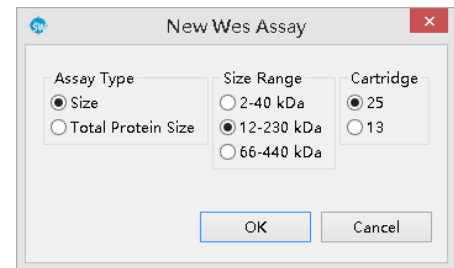 SW
New Wes Assay
Assay Type
Size
Total Protein Size
Size Range
2-40 kDa
12-230 kDa
66-440 kDa
Cartridge
25
13
OK
Cancel